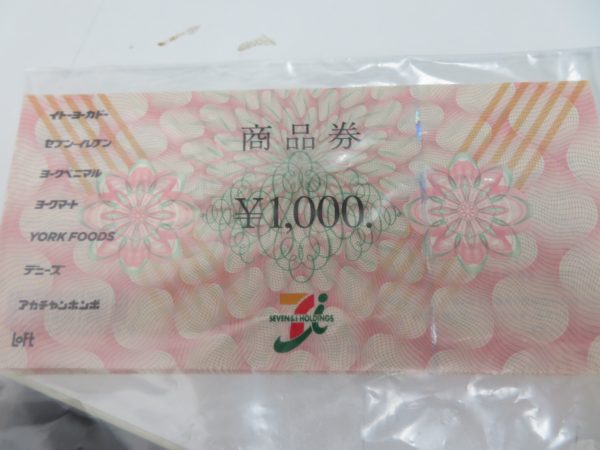 イトーヨーカドー
セブン-イレブン
ヨークベニマル
ヨークマート
YORK FOODS
デニーズ
アカチャンホンポ
LoFt
商品券
¥1,000.
7i
SEVEN & i HOLDINGS